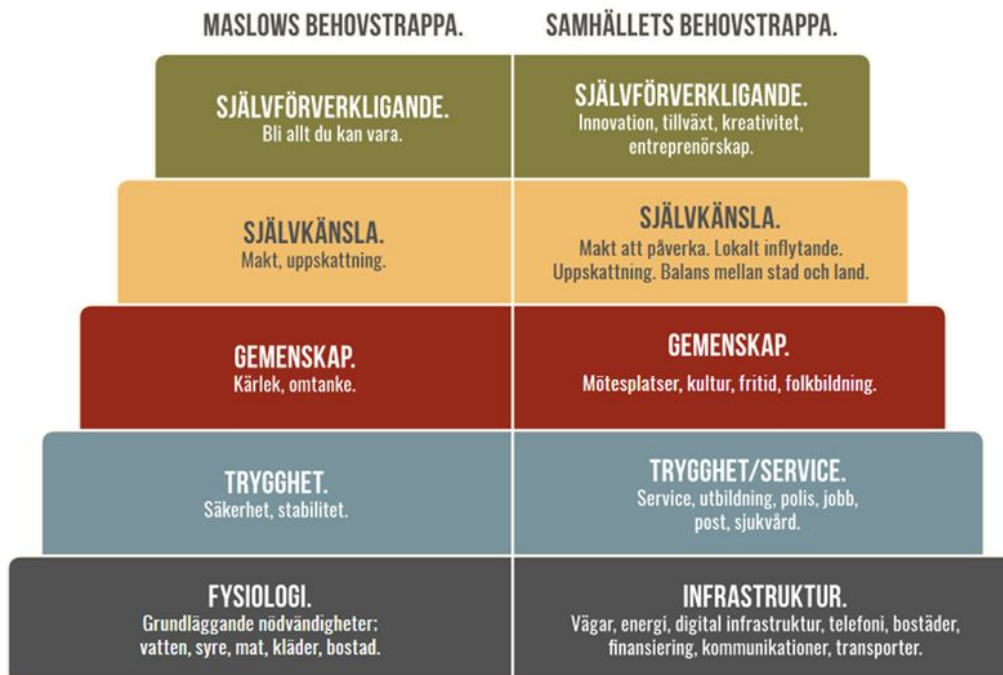 MASLOWS BEHOVSTRAPPA.
SAMHÄLLETS BEHOVSTRAPPA.
SJÄLVFÖRVERKLIGANDE.
Bli allt du kan vara.
SJÄLVFÖRVERKLIGANDE.
Innovation, tillväxt, kreativitet,
entreprenörskap.
SJÄLVKÄNSLA.
Makt, uppskattning.
SJÄLVKÄNSLA.
Makt att påverka. Lokalt inflytande.
Uppskattning. Balans mellan stad och land.
GEMENSKAP.
Kärlek, omtanke.
GEMENSKAP.
Mötesplatser, kultur, fritid, folkbildning.
TRYGGHET.
Säkerhet, stabilitet.
TRYGGHET/SERVICE.
Service, utbildning, polis, jobb,
post, sjukvård.
FYSIOLOGI.
Grundläggande nödvändigheter:
vatten, syre, mat, kläder, bostad.
INFRASTRUKTUR.
Vägar, energi, digital infrastruktur, telefoni, bostäder,
finansiering, kommunikationer, transporter.